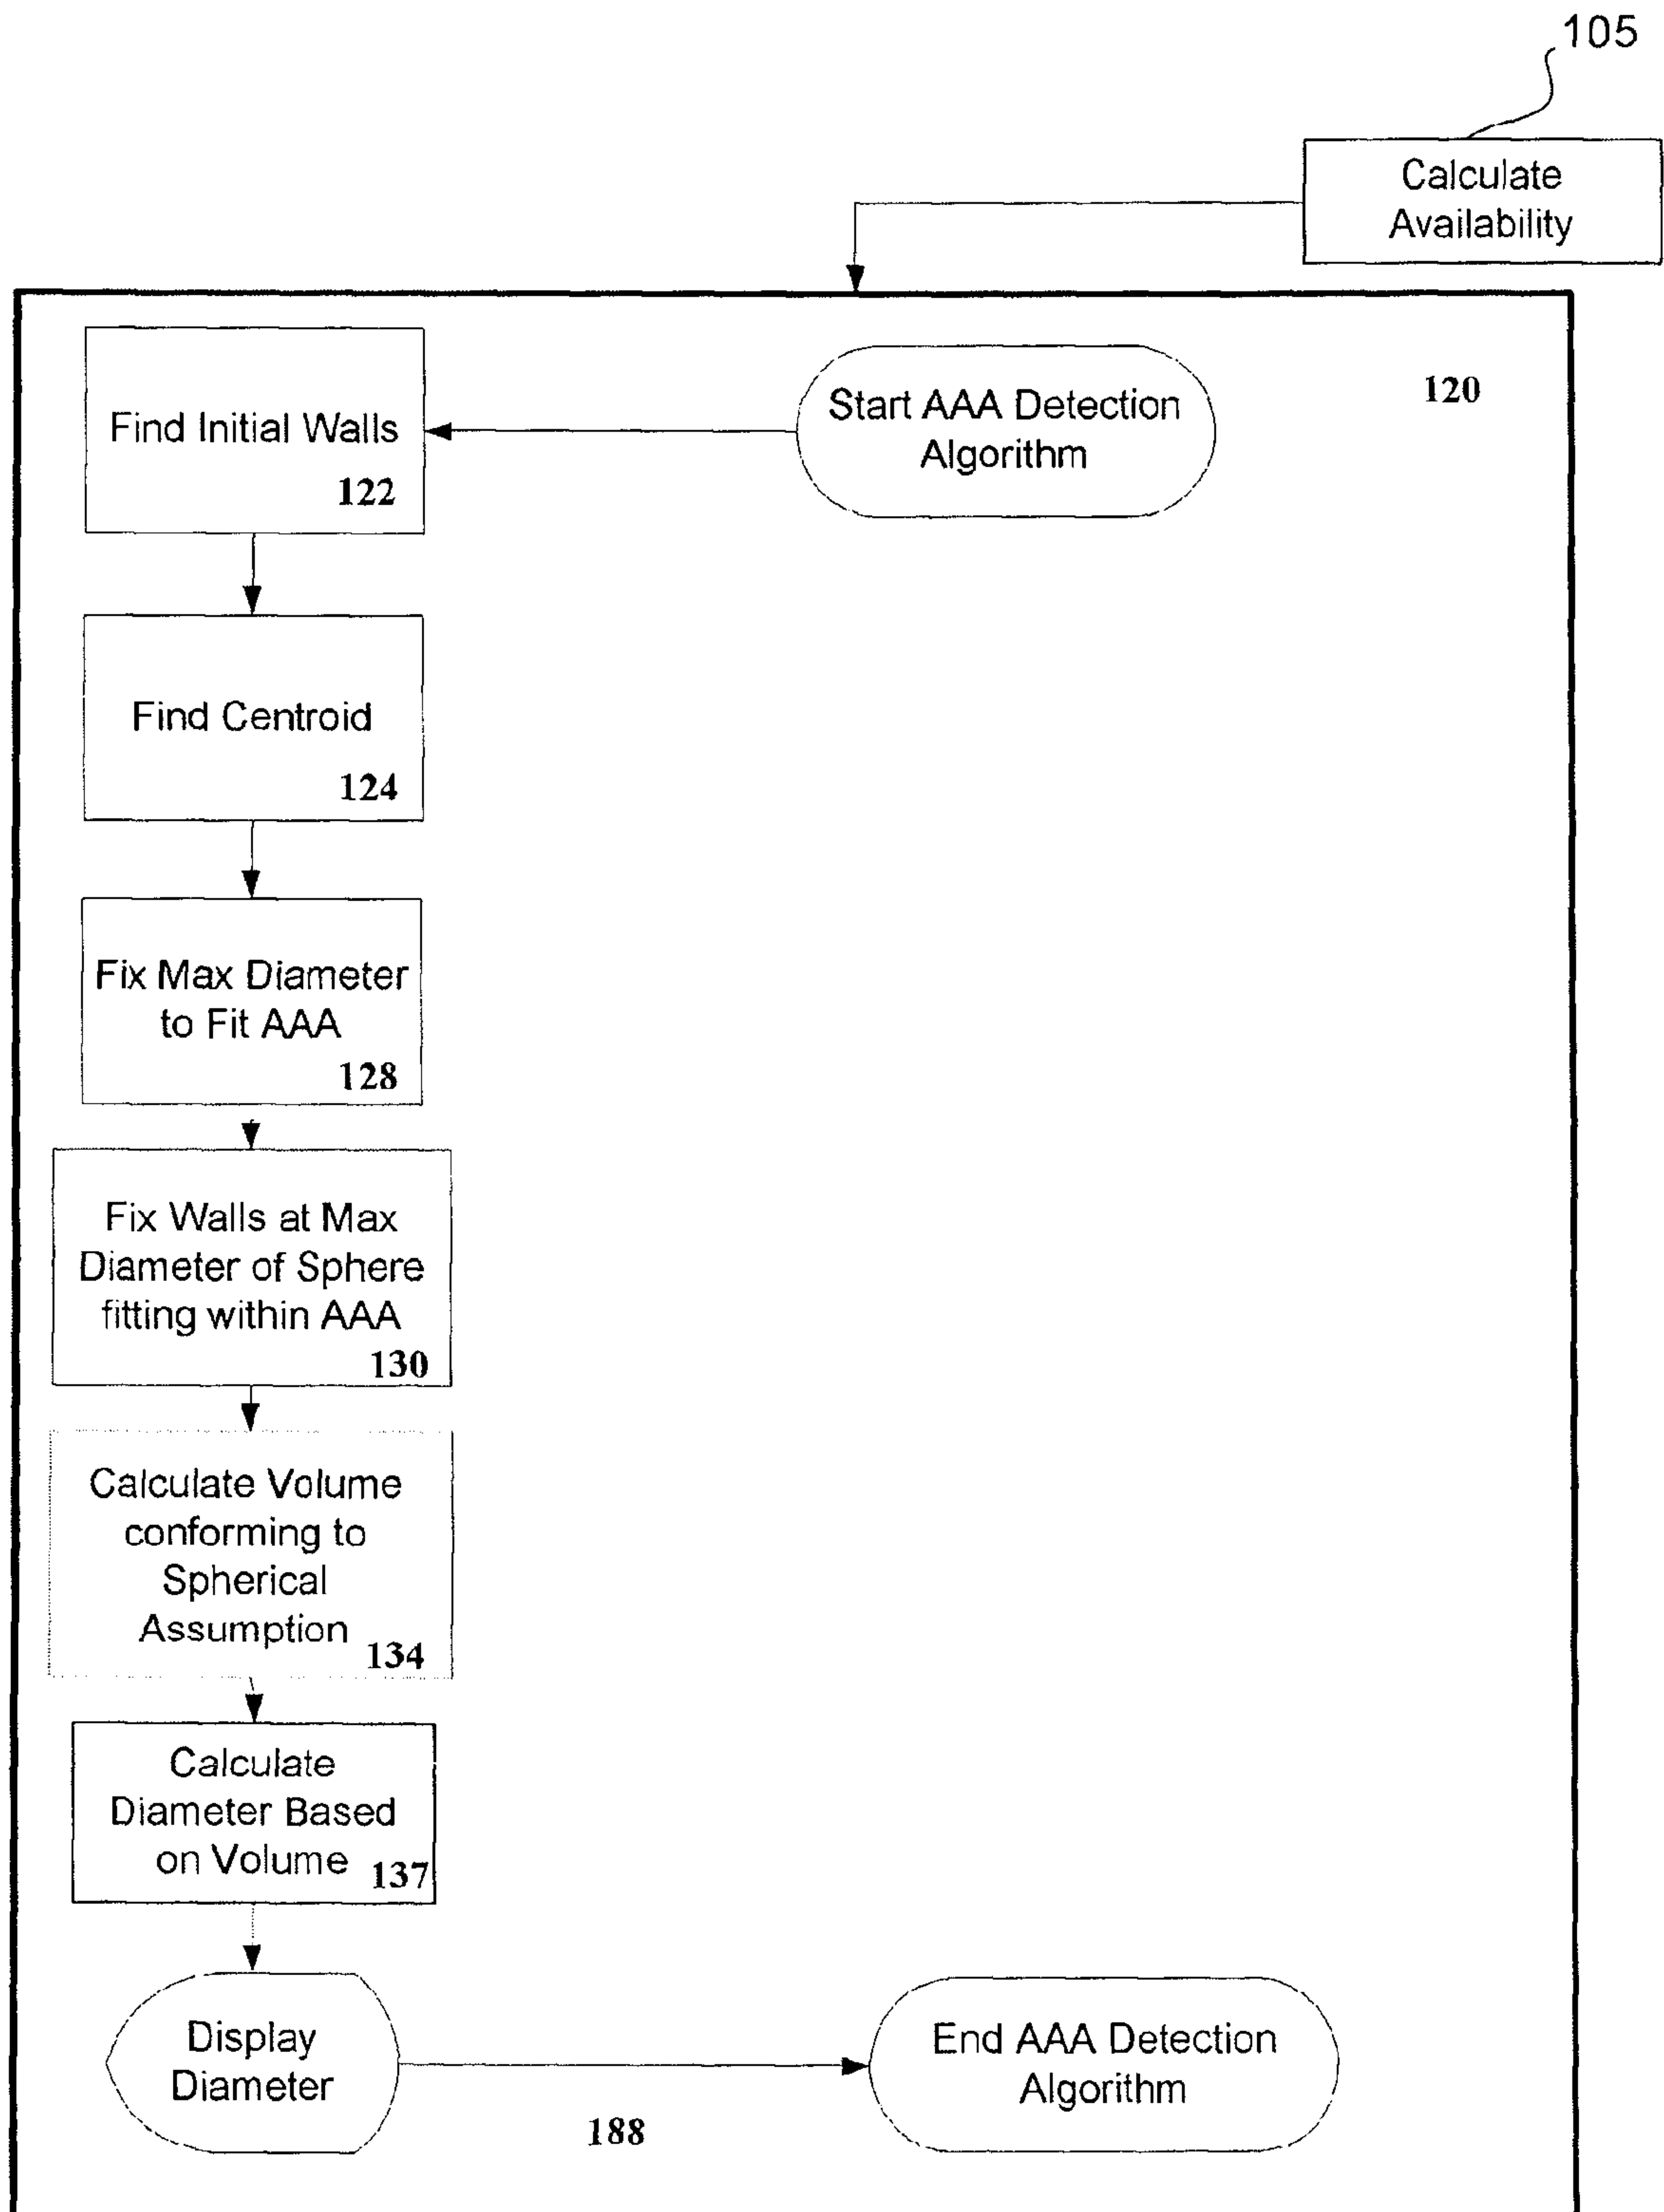 105
Calculate
Availability
120
Start AAA Detection
Algorithm
Find Initial Walls
122
Find Centroid
124
Fix Max Diameter
to Fit AAA
128
Fix Walls at Max
Diameter of Sphere
fitting within AAA
130
Calculate Volume
conforming to
Spherical
Assumption
134
Calculate
Diameter Based
on Volume
137
Display
Diameter
188
End AAA Detection
Algorithm